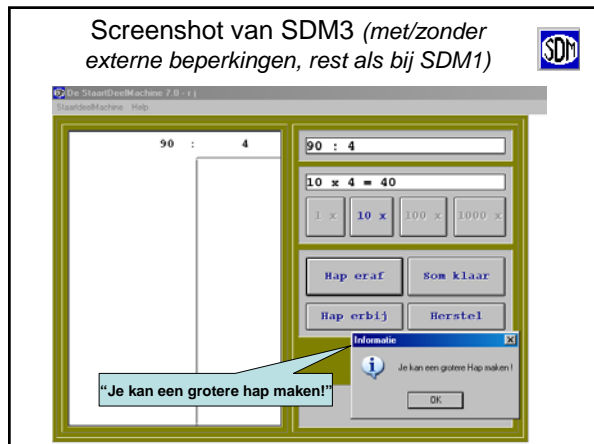 Screenshot van SDM3 (met/zonder
externe beperkingen, rest als bij SDM1)
SDM
De StaartDeelMachine 7.0 - r j
StaartdeelMachine Help
90 : 4
90 : 4
10 x 4 = 40
1 x 10 x 100 x 1000 x
Hap eraf Som klaar
Hap erbij Herstel
Informatie
Je kan een grotere Hap maken !
OK
“Je kan een grotere hap maken!”